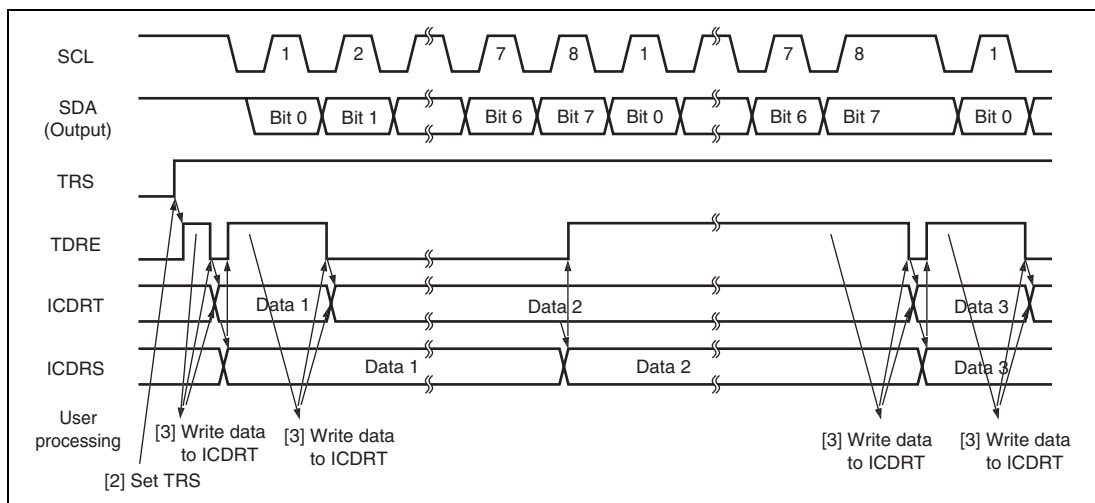 SCL 1 2 7 8 1 7 8 1
SDA
(Output)
Bit 0 Bit 1 Bit 6 Bit 7 Bit 0 Bit 6 Bit 7 Bit 0
TRS
TDRE
ICDRT Data 1 Data 2 Data 3
ICDRS Data 1 Data 2 Data 3
User
processing
[3] Write data
to ICDRT
[3] Write data
to ICDRT
[3] Write data
to ICDRT
[3] Write data
to ICDRT
[2] Set TRS